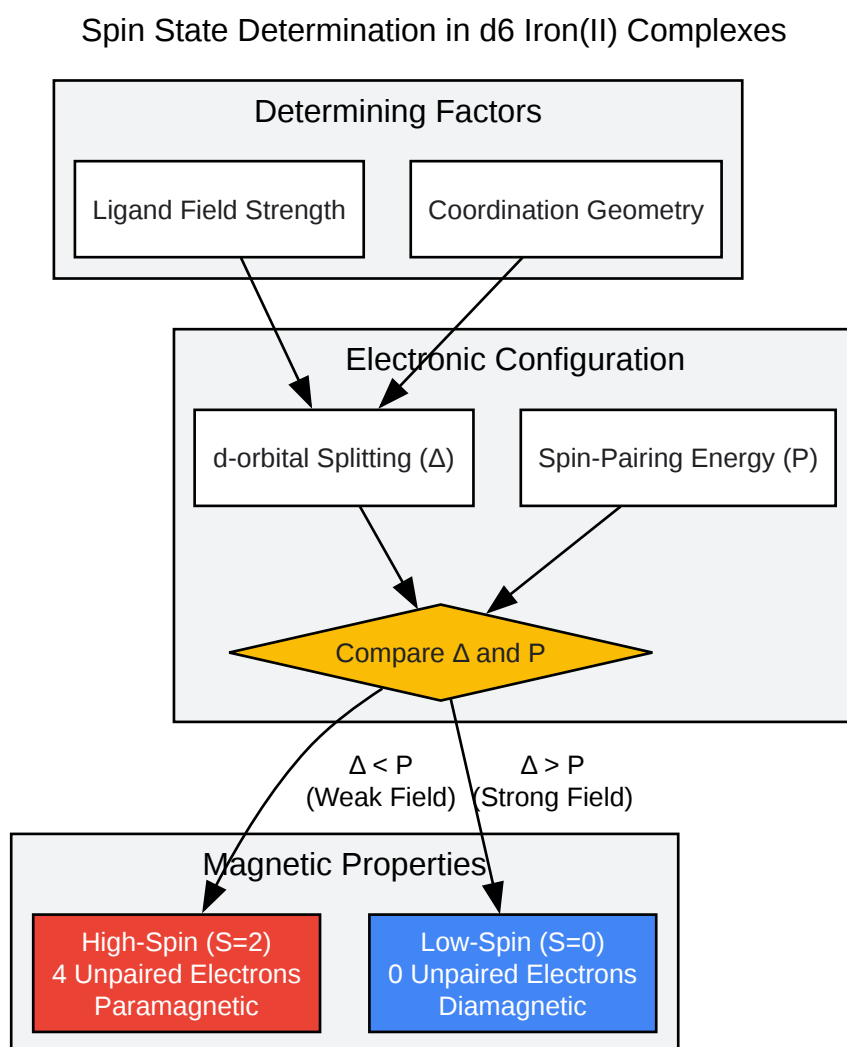 Spin State Determination in d6 Iron(II) Complexes
Determining Factors
Ligand Field Strength
Coordination Geometry
Electronic Configuration
d-orbital Splitting (Δ)
Spin-Pairing Energy (P)
Compare Δ and P
Δ < P
(Weak Field)
Δ > P
(Strong Field)
Magnetic Properties
High-Spin (S=2)
4 Unpaired Electrons
Paramagnetic
Low-Spin (S=0)
0 Unpaired Electrons
Diamagnetic